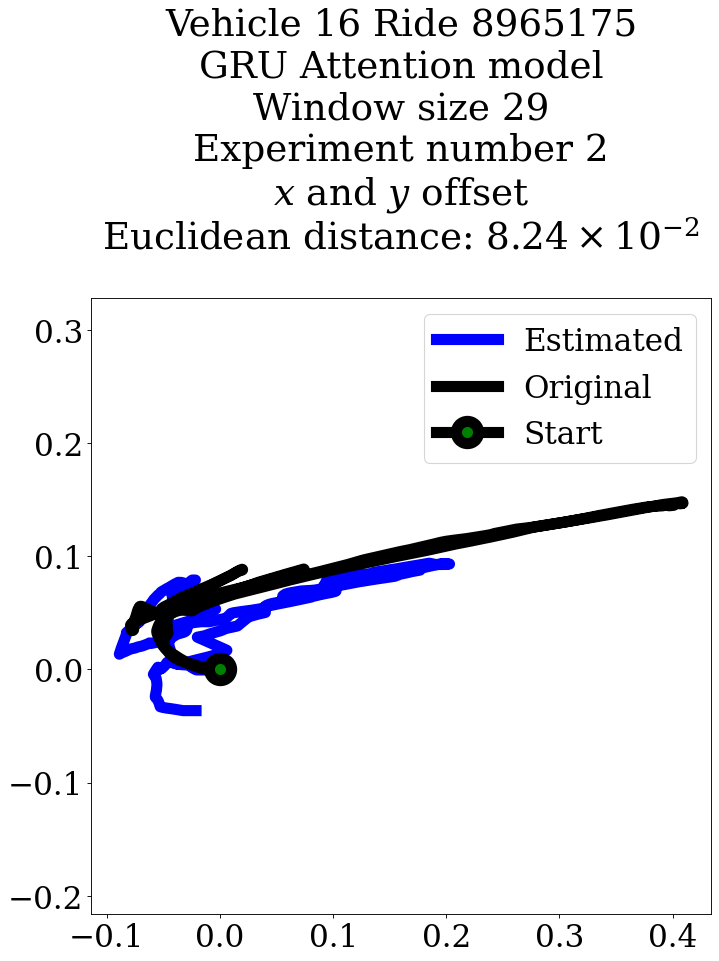 Vehicle 16 Ride 8965175
GRU Attention model
Window size 29
Experiment number 2
x and y offset
Euclidean distance: 8.24 × 10⁻²
Estimated
Original
Start
0.3
0.2
0.1
0.0
−0.1
−0.2
−0.1 0.0 0.1 0.2 0.3 0.4